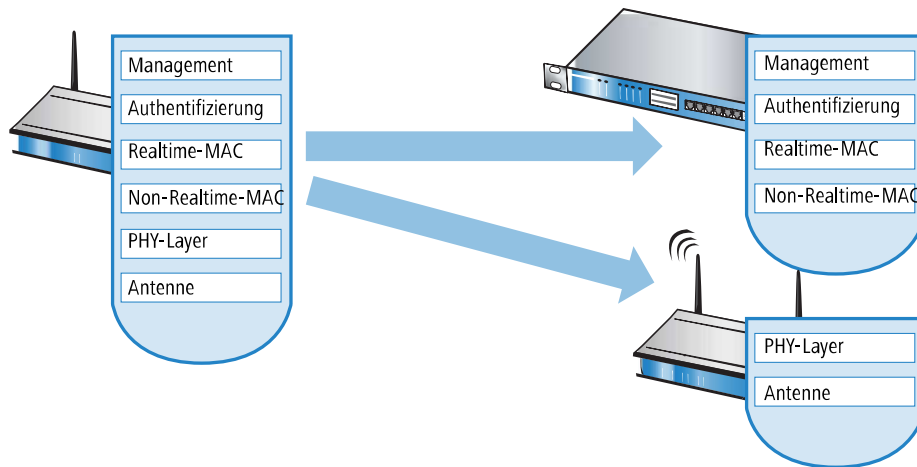 Management
Authentifizierung
Realtime-MAC
Non-Realtime-MAC
PHY-Layer
Antenne
Management
Authentifizierung
Realtime-MAC
Non-Realtime-MAC
PHY-Layer
Antenne